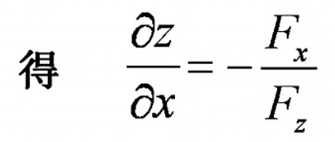 得 ∂z/∂x = - F_x/F_z